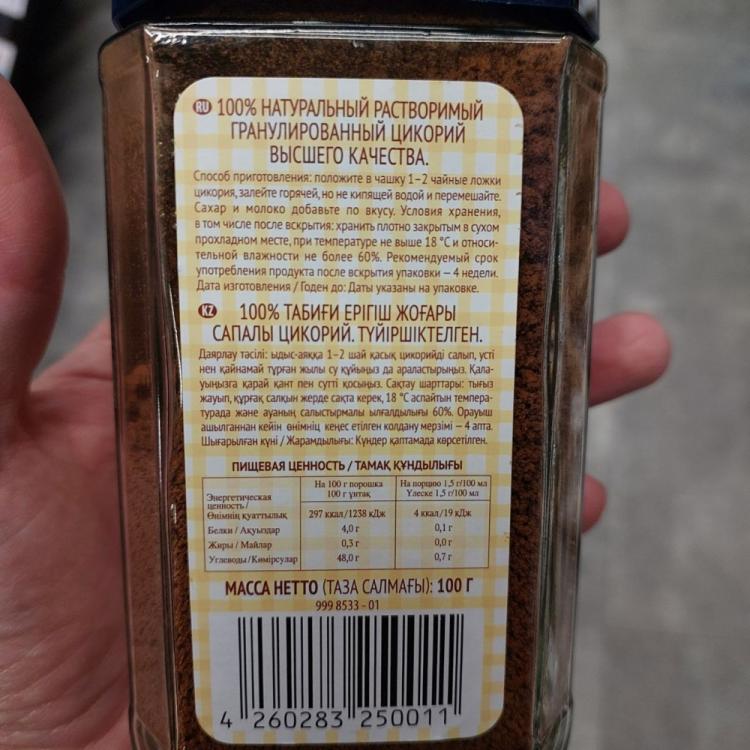 RU 100% НАТУРАЛЬНЫЙ РАСТВОРИМЫЙ
ГРАНУЛИРОВАННЫЙ ЦИКОРИЙ
ВЫСШЕГО КАЧЕСТВА.
Способ приготовления: положите в чашку 1–2 чайные ложки
цикория, залейте горячей, но не кипящей водой и перемешайте.
Сахар и молоко добавьте по вкусу. Условия хранения,
в том числе после вскрытия: хранить плотно закрытым в сухом
прохладном месте, при температуре не выше 18 °С и относи-
тельной влажности не более 60%. Рекомендуемый срок
употребления продукта после вскрытия упаковки – 4 недели.
Дата изготовления / Годен до: Даты указаны на упаковке.
KZ 100% ТАБИҒИ ЕРІГІШ ЖОҒАРЫ
САПАЛЫ ЦИКОРИЙ. ТҮЙІРШІКТЕЛГЕН.
Даярлау тәсілі: ыдыс-аяққа 1–2 шай қасық цикорийді салып, үсті
нен қайнамай тұрған жылы су құйыңыз да араластырыңыз. Қала-
уыңызга қарай қант пен сүтті қосыңыз. Сақтау шарттары: тығыз
жауып, құрғақ салқын жерде сақта керек, 18 °С аспайтын темпера-
турада және ауаның салыстырмалы ылғалдылығы 60%. Орауыш
ашылғаннан кейін өнімнің кеңес етілген колдану мерзімі – 4 апта.
Шығарылған күні / Жарамдылығы: Күндер қаптамада көрсетілген.
ПИЩЕВАЯ ЦЕННОСТЬ / ТАМАҚ ҚҰНДЫЛЫҒЫ
На 100 г порошка На порцию 1,5 г/100 мл
100 г ұнтақ Үлеске 1,5 г/100 мл
Энергетическая
ценность /
Өнімнің қуаттылық 297 ккал/1238 кДж 4 ккал/19 кДж
Белки / Ақуыздар 4,0 г 0,1 г
Жиры / Майлар 0,3 г 0,0 г
Углеводы/Көмірсулар 48,0 г 0,7 г
МАССА НЕТТО (ТАЗА САЛМАҒЫ): 100 Г
999 8533 - 01
4 260283 250011